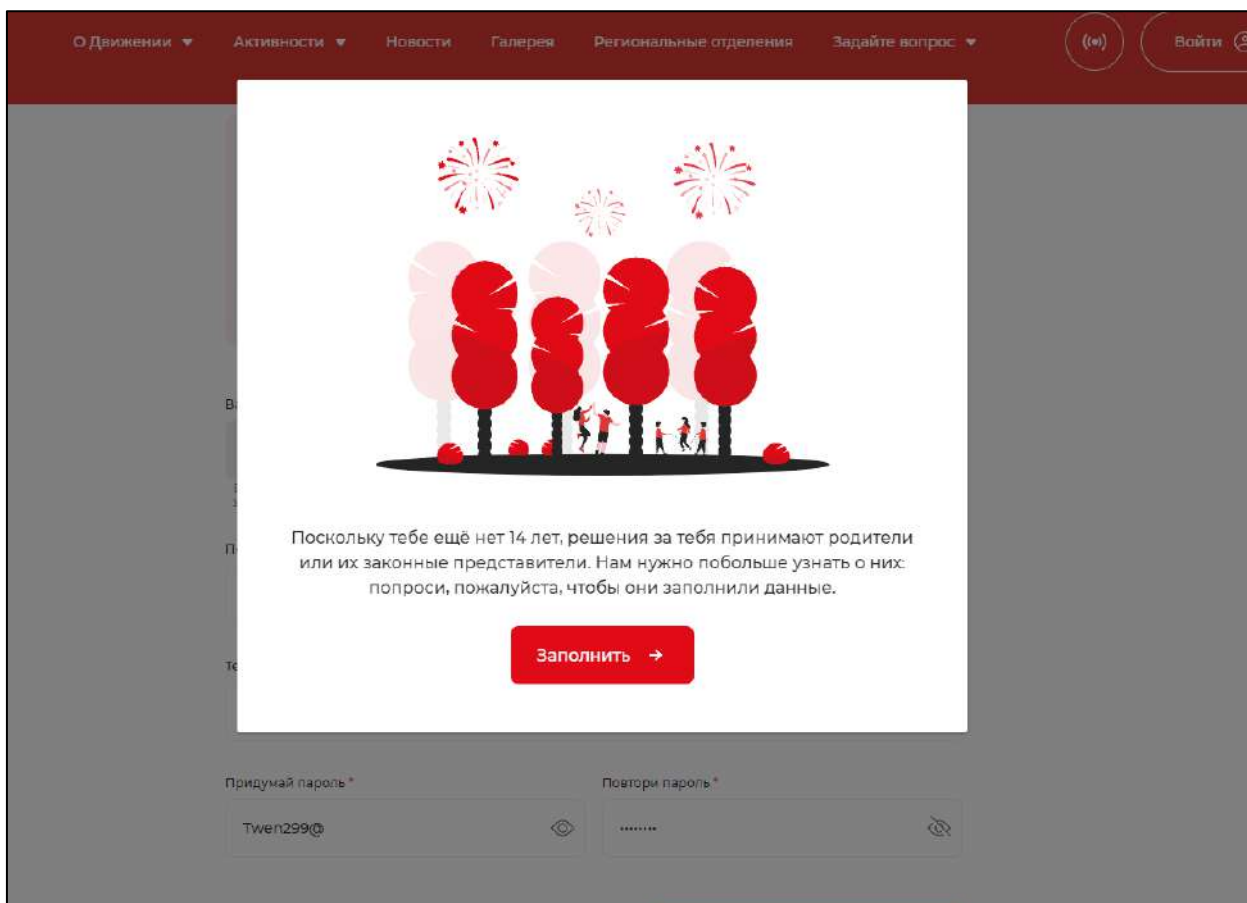 О Движении Активности Новости Галерея Региональные отделения Задайте вопрос Войти
Поскольку тебе ещё нет 14 лет, решения за тебя принимают родители
или их законные представители. Нам нужно побольше узнать о них:
попроси, пожалуйста, чтобы они заполнили данные.
Заполнить →
Придумай пароль * Повтори пароль *
Twen299@ ········